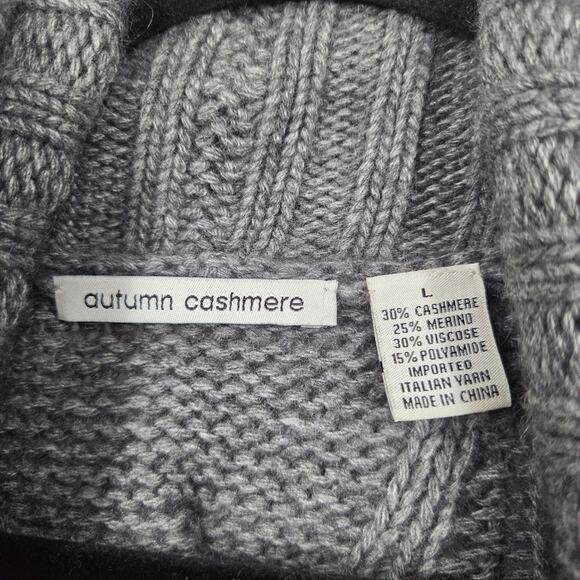 autumn cashmere
L
30% CASHMERE
25% MERINO
30% VISCOSE
15% POLYAMIDE
IMPORTED
ITALIAN YARN
MADE IN CHINA